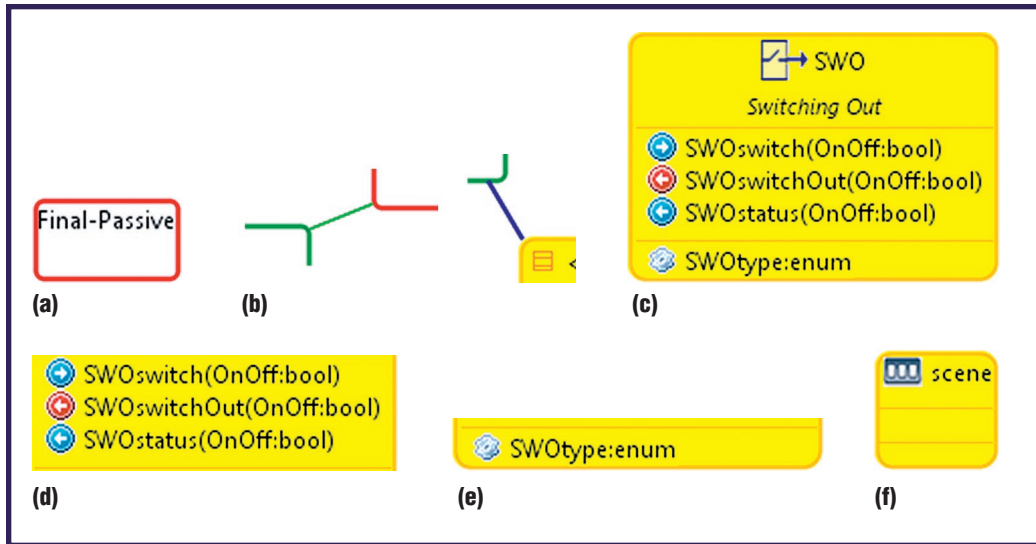 SWO
Switching Out
SWOswitch(OnOff:bool)
SWOswitchOut(OnOff:bool)
SWOstatus(OnOff:bool)
SWOtype:enum
Final-Passive
<
(a)
(b)
(c)
SWOswitch(OnOff:bool)
SWOswitchOut(OnOff:bool)
SWOstatus(OnOff:bool)
SWOtype:enum
scene
(d)
(e)
(f)